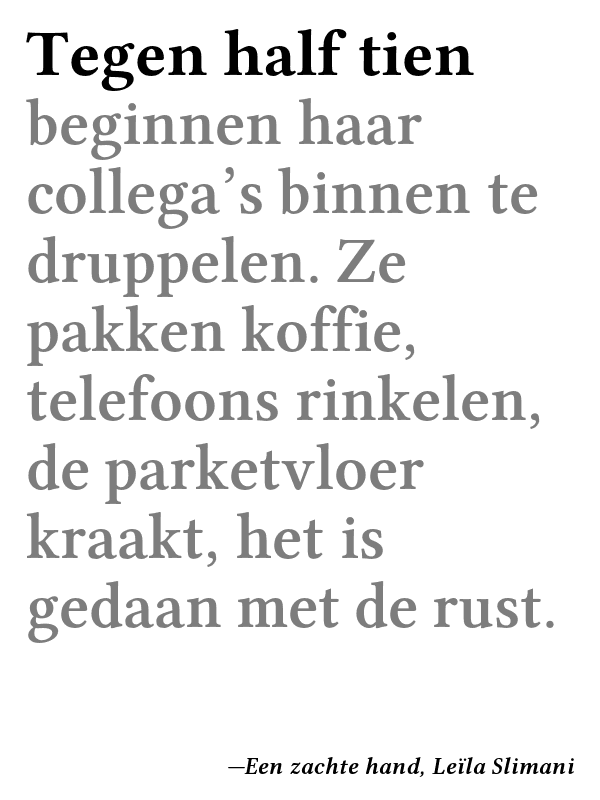 Tegen half tien
beginnen haar
collega’s binnen te
druppelen. Ze
pakken koffie,
telefoons rinkelen,
de parketvloer
kraakt, het is
gedaan met de rust.
—Een zachte hand, Leïla Slimani